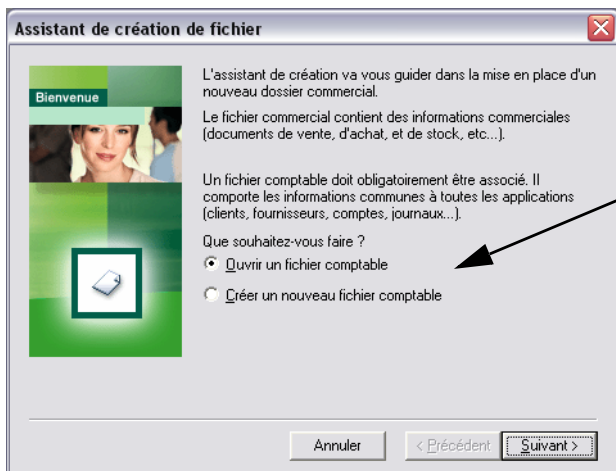 Assistant de création de fichier
Bienvenue
L'assistant de création va vous guider dans la mise en place d'un
nouveau dossier commercial.
Le fichier commercial contient des informations commerciales
(documents de vente, d'achat, et de stock, etc...).
Un fichier comptable doit obligatoirement être associé. Il
comporte les informations communes à toutes les applications
(clients, fournisseurs, comptes, journaux...).
Que souhaitez-vous faire ?
Ouvrir un fichier comptable
Créer un nouveau fichier comptable
Annuler
< Précédent
Suivant >